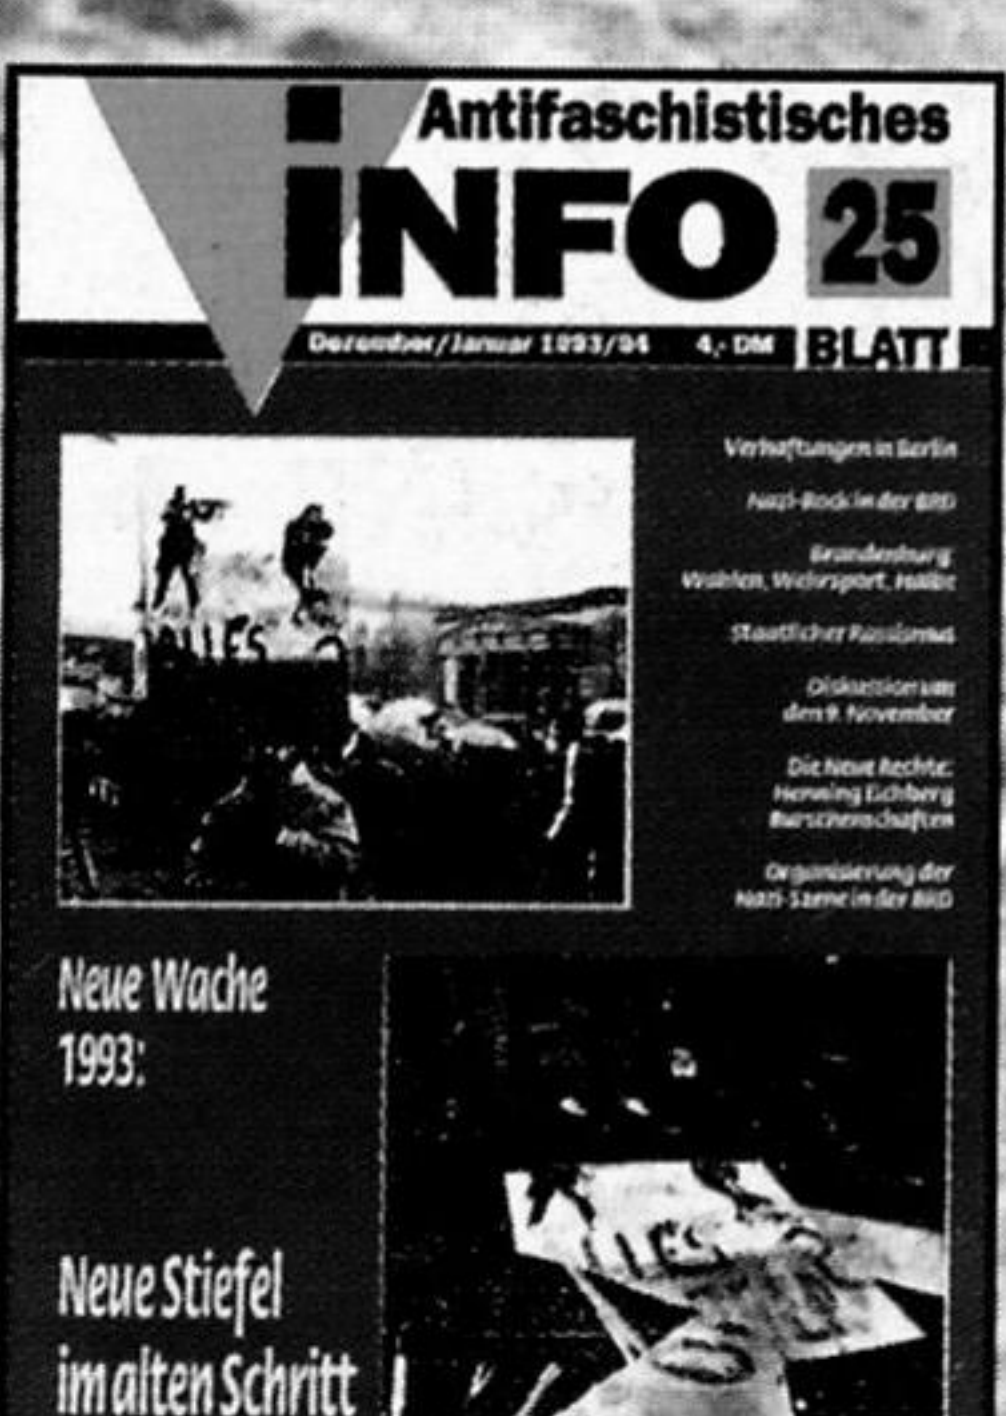 Antifaschistisches
INFO 25
Dezember/Januar 1993/94 4,- DM BLATT
Verhaftungen in Berlin
Nazi-Rock in der BRD
Brandenburg:
Wahlen, Wehrsport, Halbe
Staatlicher Rassismus
Diskussion um
den 9. November
Die Neue Rechte:
Henning Eichberg
Burschenschaften
Organisierung der
Nazi-Szene in der BRD
Neue Wache
1993:
Neue Stiefel
im alten Schritt